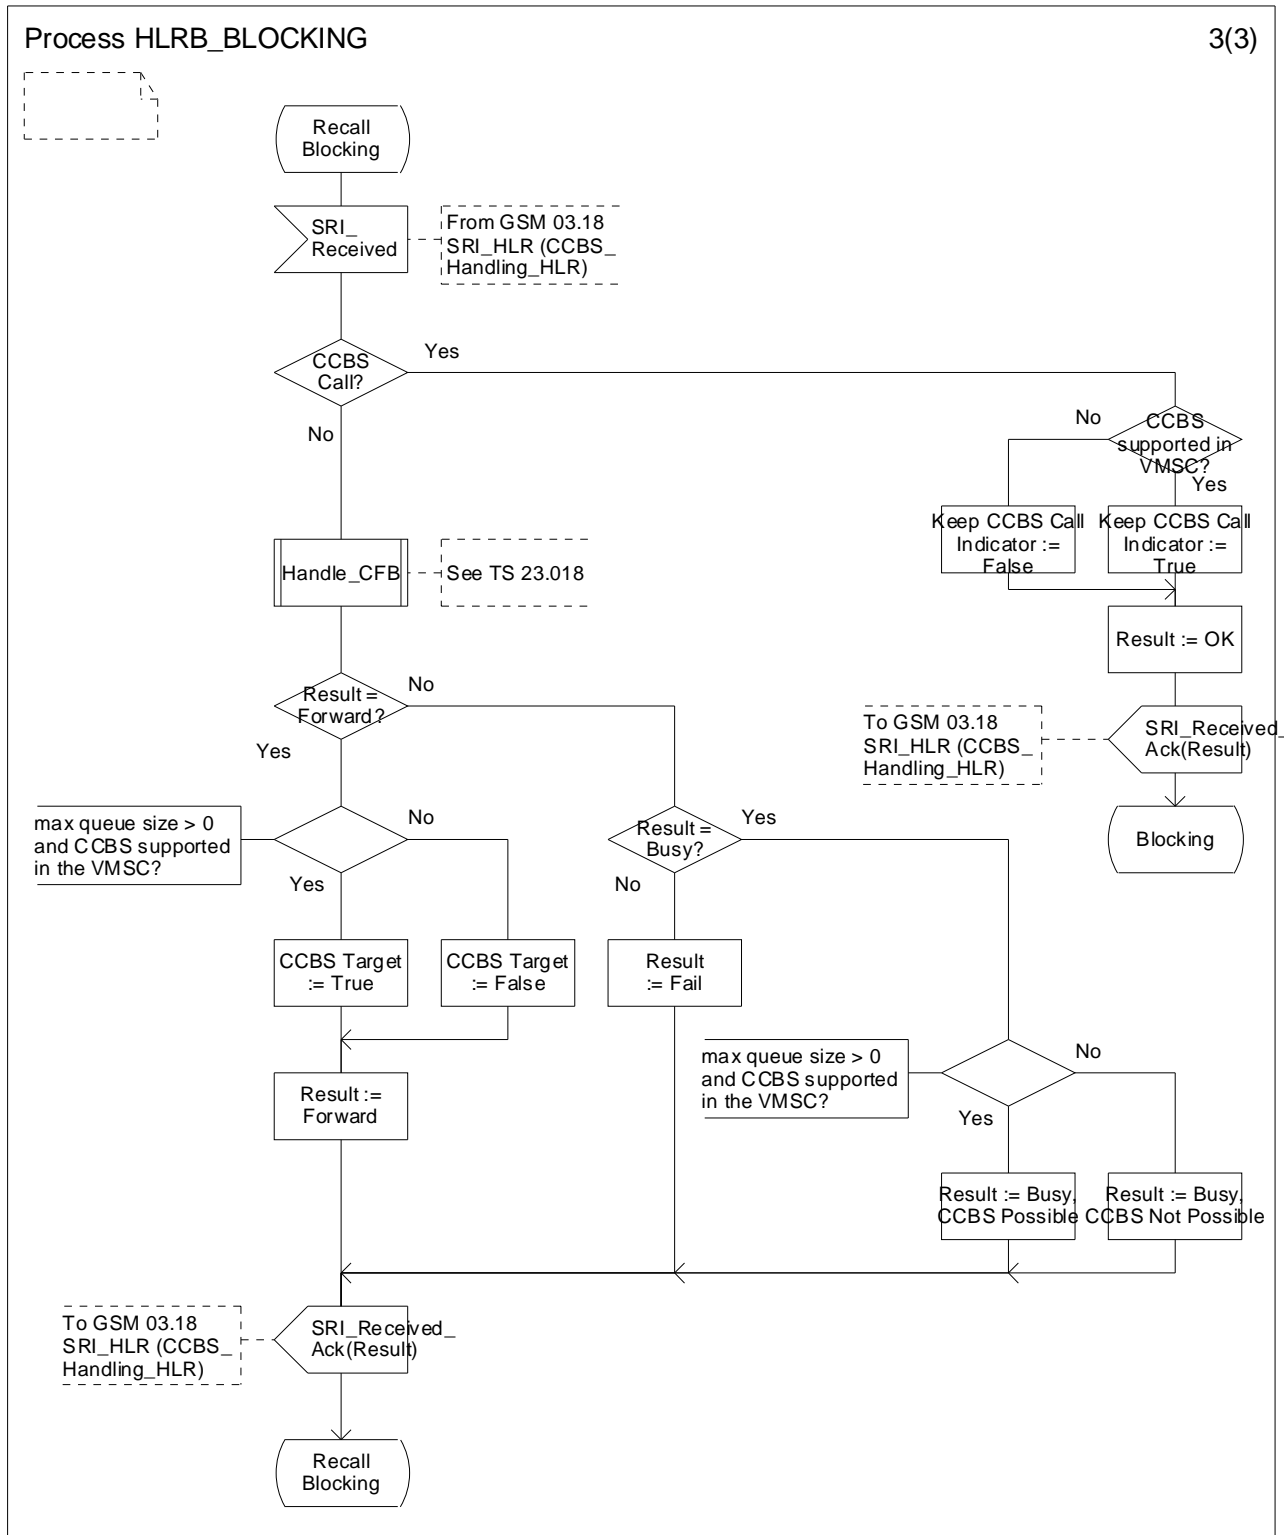 Process HLRB_BLOCKING
3(3)
Recall
Blocking
SRI_
Received
From GSM 03.18
SRI_HLR (CCBS_
Handling_HLR)
CCBS
Call?
Yes
No
No
CCBS
supported in
VMSC?
Yes
Keep CCBS Call
Indicator :=
False
Keep CCBS Call
Indicator :=
True
Handle_CFB
See TS 23.018
Result := OK
Result =
Forward?
No
Yes
To GSM 03.18
SRI_HLR (CCBS_
Handling_HLR)
SRI_Received_
Ack(Result)
max queue size > 0
and CCBS supported
in the VMSC?
No
Yes
Result =
Busy?
Yes
No
Blocking
CCBS Target
:= True
CCBS Target
:= False
Result
:= Fail
max queue size > 0
and CCBS supported
in the VMSC?
No
Yes
Result :=
Forward
Result := Busy,
CCBS Possible
Result := Busy,
CCBS Not Possible
To GSM 03.18
SRI_HLR (CCBS_
Handling_HLR)
SRI_Received_
Ack(Result)
Recall
Blocking